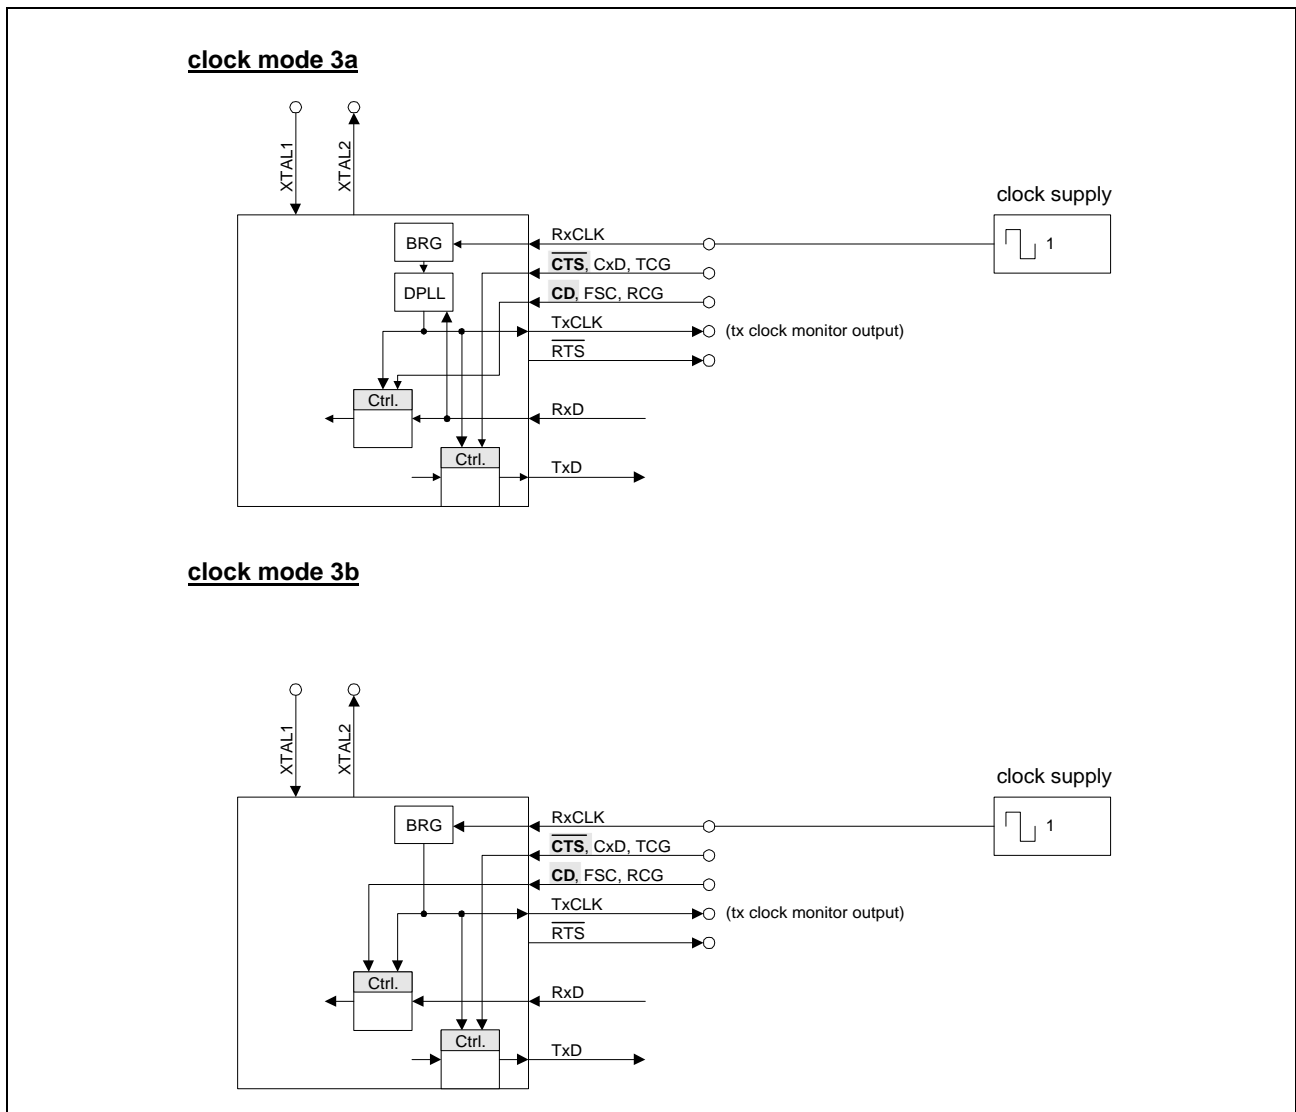 clock mode 3a
XTAL1
XTAL2
clock supply
BRG
RxCLK
1
CTS, CxD, TCG
DPLL
CD, FSC, RCG
TxCLK
(tx clock monitor output)
RTS
Ctrl.
RxD
Ctrl.
TxD
clock mode 3b
XTAL1
XTAL2
clock supply
BRG
RxCLK
1
CTS, CxD, TCG
CD, FSC, RCG
TxCLK
(tx clock monitor output)
RTS
Ctrl.
RxD
Ctrl.
TxD